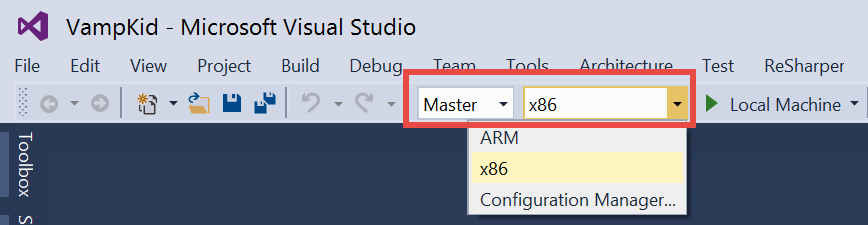 VampKid - Microsoft Visual Studio
File Edit View Project Build Debug Team Tools Architecture Test ReSharper
Master x86 Local Machine
ARM
x86
Configuration Manager...
Toolbox